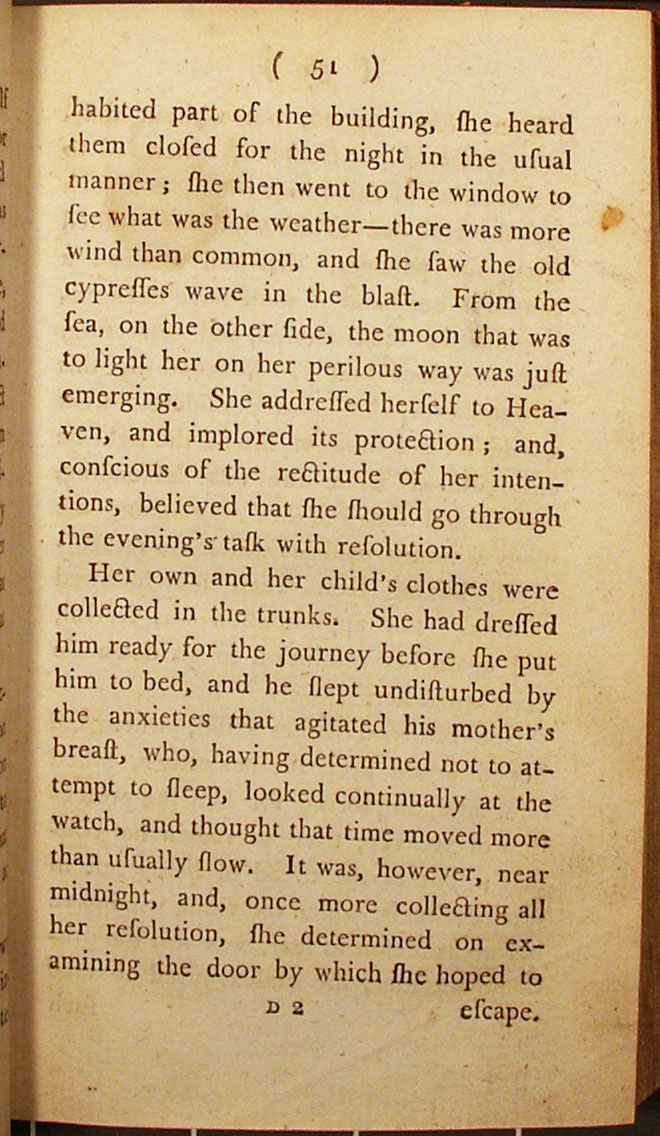 ( 51 )
habited part of the building, ſhe heard
them cloſed for the night in the uſual
manner; ſhe then went to the window to
ſee what was the weather—there was more
wind than common, and ſhe ſaw the old
cypreſſes wave in the blaſt. From the
ſea, on the other ſide, the moon that was
to light her on her perilous way was juſt
emerging. She addreſſed herſelf to Hea-
ven, and implored its protection; and,
conſcious of the rectitude of her inten-
tions, believed that ſhe ſhould go through
the evening's taſk with reſolution.
Her own and her child's clothes were
collected in the trunks. She had dreſſed
him ready for the journey before ſhe put
him to bed, and he ſlept undiſturbed by
the anxieties that agitated his mother's
breaſt, who, having determined not to at-
tempt to ſleep, looked continually at the
watch, and thought that time moved more
than uſually ſlow. It was, however, near
midnight, and, once more collecting all
her reſolution, ſhe determined on ex-
amining the door by which ſhe hoped to
D 2 eſcape.